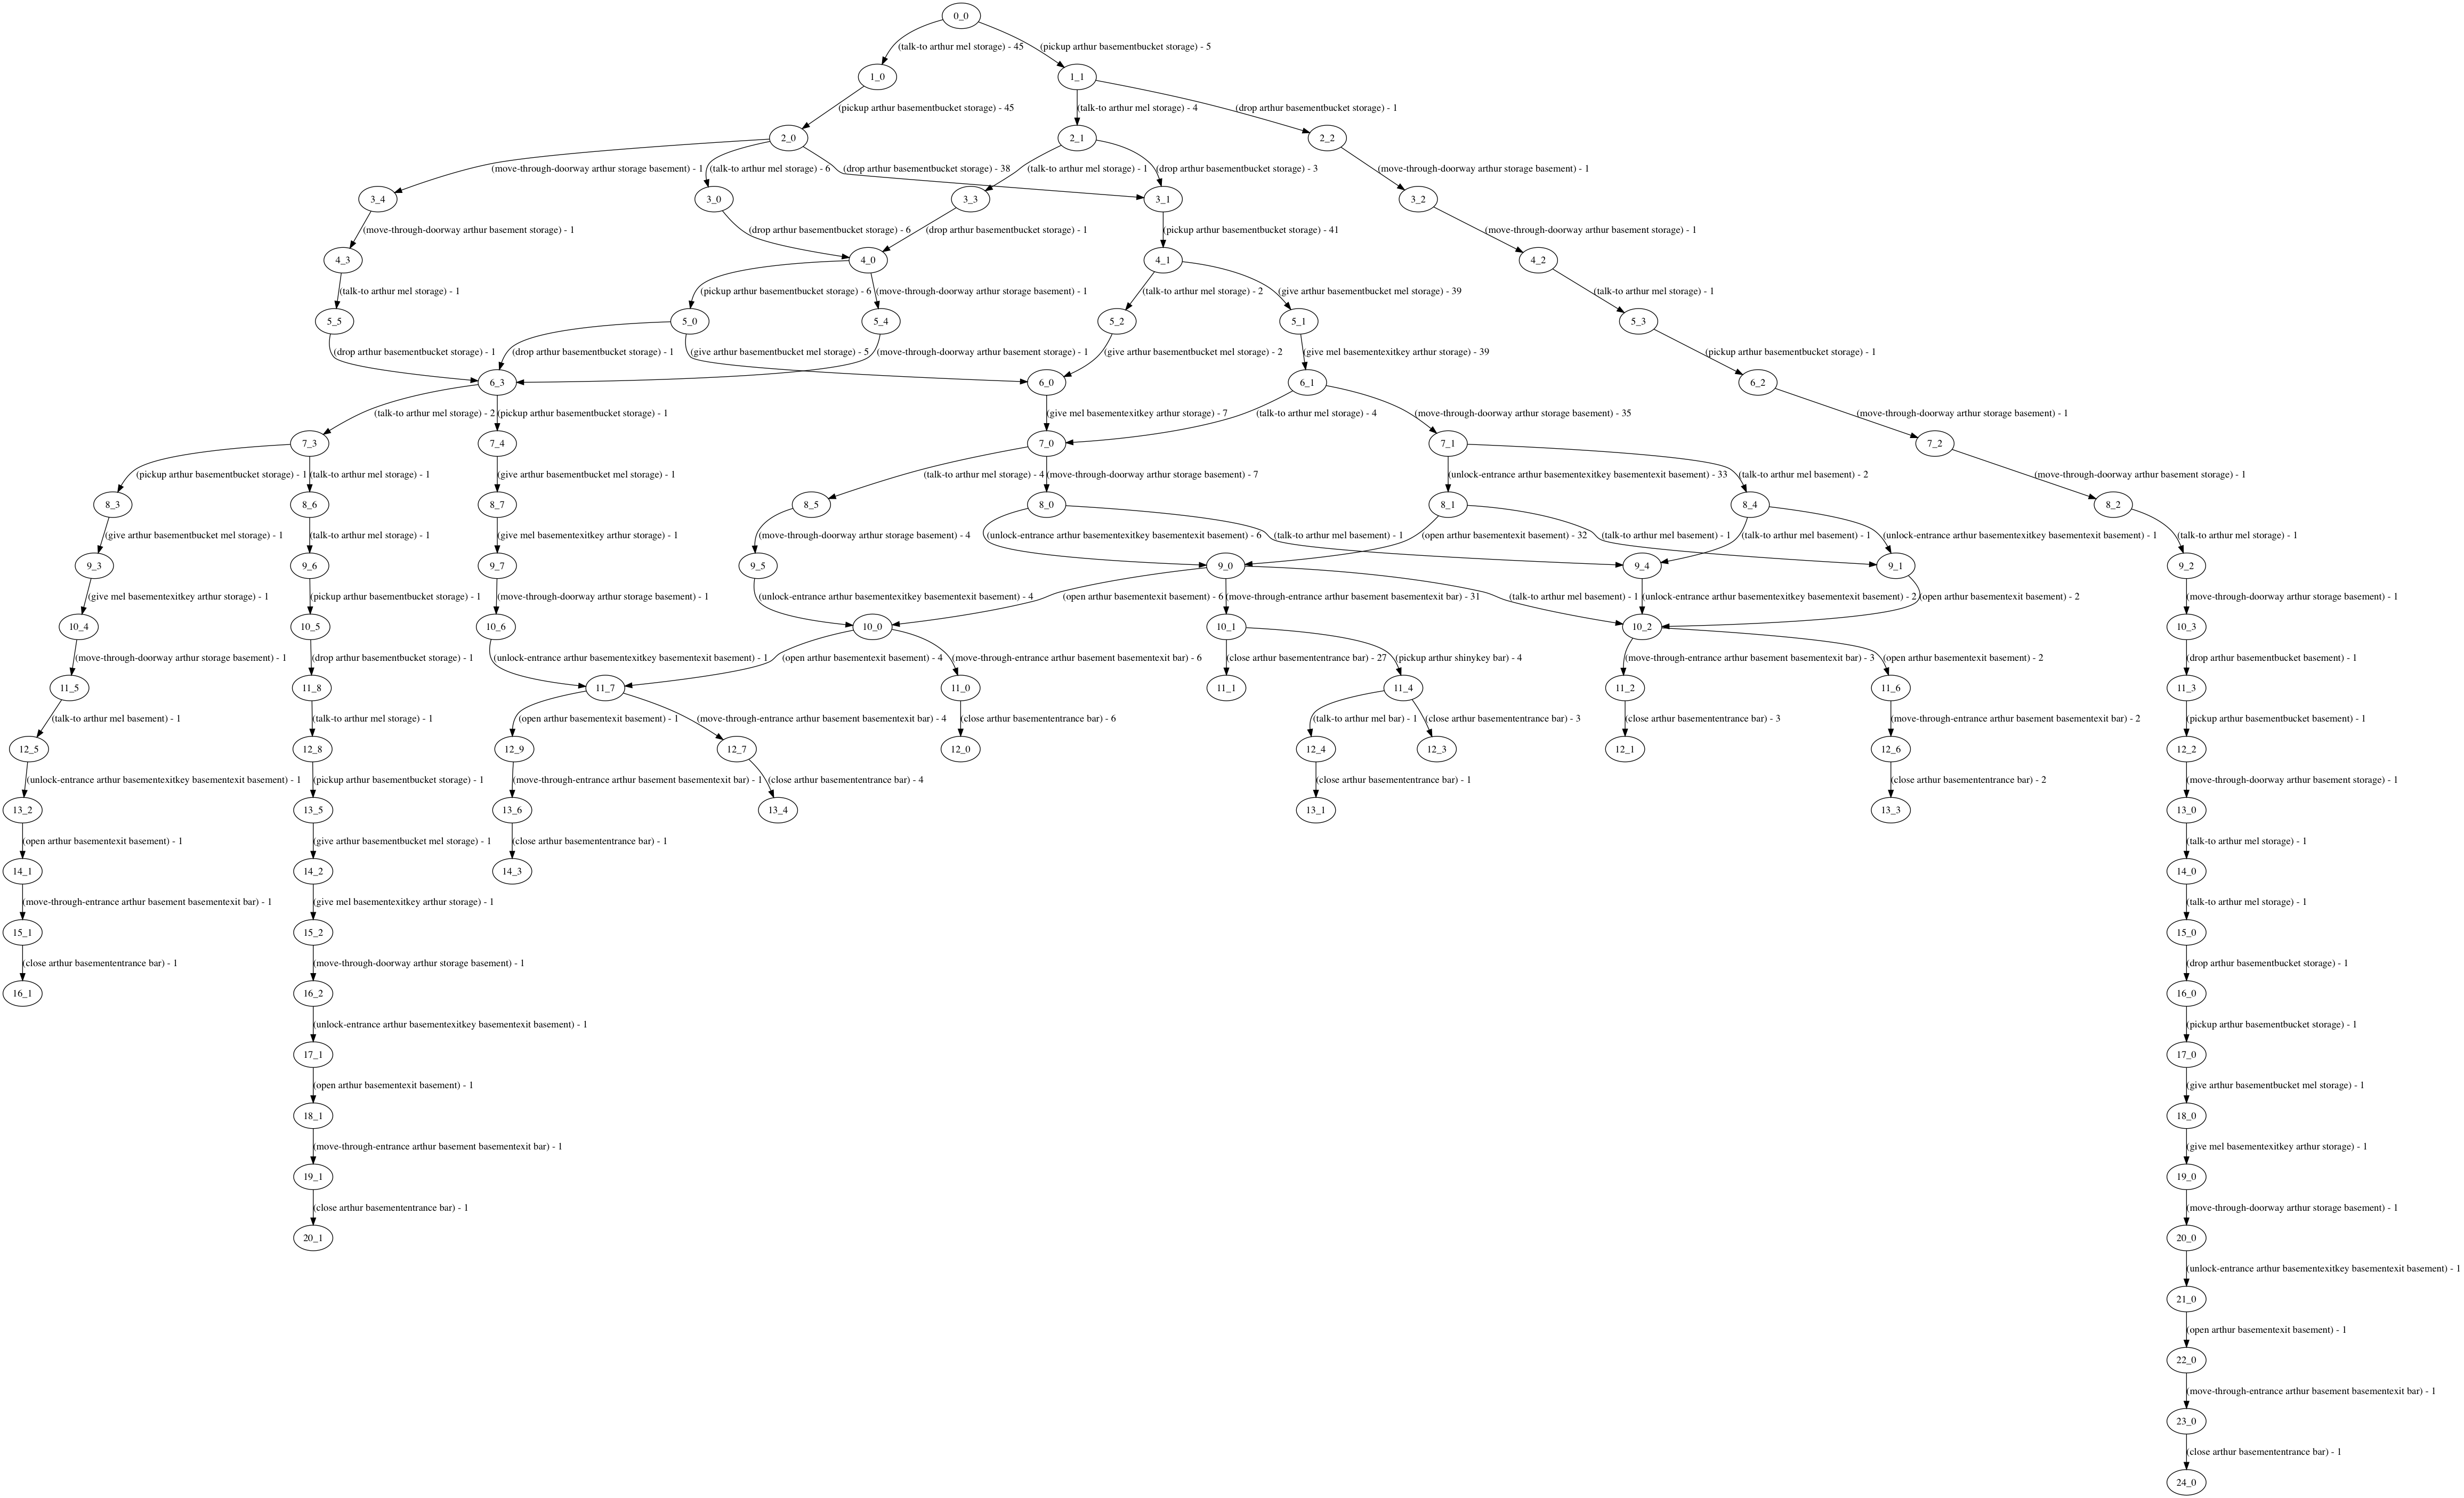 0_0
(talk-to arthur mel storage) - 45
(pickup arthur basementbucket storage) - 5
1_0
1_1
(pickup arthur basementbucket storage) - 45
(talk-to arthur mel storage) - 4
(drop arthur basementbucket storage) - 1
2_0
2_1
2_2
(move-through-doorway arthur storage basement) - 1
(talk-to arthur mel storage) - 6
(drop arthur basementbucket storage) - 38
(talk-to arthur mel storage) - 1
(drop arthur basementbucket storage) - 3
(move-through-doorway arthur storage basement) - 1
3_4
3_0
3_3
3_1
3_2
(move-through-doorway arthur basement storage) - 1
(drop arthur basementbucket storage) - 6
(drop arthur basementbucket storage) - 1
(pickup arthur basementbucket storage) - 41
(move-through-doorway arthur basement storage) - 1
4_3
4_0
4_1
4_2
(talk-to arthur mel storage) - 1
(pickup arthur basementbucket storage) - 6
(move-through-doorway arthur storage basement) - 1
(talk-to arthur mel storage) - 2
(give arthur basementbucket mel storage) - 39
(talk-to arthur mel storage) - 1
5_5
5_0
5_4
5_2
5_1
5_3
(drop arthur basementbucket storage) - 1
(drop arthur basementbucket storage) - 1
(give arthur basementbucket mel storage) - 5
(move-through-doorway arthur basement storage) - 1
(give arthur basementbucket mel storage) - 2
(give mel basementexitkey arthur storage) - 39
(pickup arthur basementbucket storage) - 1
6_3
6_0
6_1
6_2
(talk-to arthur mel storage) - 2
(pickup arthur basementbucket storage) - 1
(give mel basementexitkey arthur storage) - 7
(talk-to arthur mel storage) - 4
(move-through-doorway arthur storage basement) - 35
(move-through-doorway arthur storage basement) - 1
7_3
7_4
7_0
7_1
7_2
(pickup arthur basementbucket storage) - 1
(talk-to arthur mel storage) - 1
(give arthur basementbucket mel storage) - 1
(talk-to arthur mel storage) - 4
(move-through-doorway arthur storage basement) - 7
(unlock-entrance arthur basementexitkey basementexit basement) - 33
(talk-to arthur mel basement) - 2
(move-through-doorway arthur basement storage) - 1
8_3
8_6
8_7
8_5
8_0
8_1
8_4
8_2
(give arthur basementbucket mel storage) - 1
(talk-to arthur mel storage) - 1
(give mel basementexitkey arthur storage) - 1
(move-through-doorway arthur storage basement) - 4
(unlock-entrance arthur basementexitkey basementexit basement) - 6
(talk-to arthur mel basement) - 1
(open arthur basementexit basement) - 32
(talk-to arthur mel basement) - 1
(talk-to arthur mel basement) - 1
(unlock-entrance arthur basementexitkey basementexit basement) - 1
(talk-to arthur mel storage) - 1
9_3
9_6
9_7
9_5
9_0
9_4
9_1
9_2
(give mel basementexitkey arthur storage) - 1
(pickup arthur basementbucket storage) - 1
(move-through-doorway arthur storage basement) - 1
(unlock-entrance arthur basementexitkey basementexit basement) - 4
(open arthur basementexit basement) - 6
(move-through-entrance arthur basement basementexit bar) - 31
(talk-to arthur mel basement) - 1
(unlock-entrance arthur basementexitkey basementexit basement) - 2
(open arthur basementexit basement) - 2
(move-through-doorway arthur storage basement) - 1
10_4
10_5
10_6
10_0
10_1
10_2
10_3
(move-through-doorway arthur storage basement) - 1
(drop arthur basementbucket storage) - 1
(unlock-entrance arthur basementexitkey basementexit basement) - 1
(open arthur basementexit basement) - 4
(move-through-entrance arthur basement basementexit bar) - 6
(close arthur basemententrance bar) - 27
(pickup arthur shinykey bar) - 4
(move-through-entrance arthur basement basementexit bar) - 3
(open arthur basementexit basement) - 2
(drop arthur basementbucket basement) - 1
11_5
11_8
11_7
11_0
11_1
11_4
11_2
11_6
11_3
(talk-to arthur mel basement) - 1
(talk-to arthur mel storage) - 1
(open arthur basementexit basement) - 1
(move-through-entrance arthur basement basementexit bar) - 4
(close arthur basemententrance bar) - 6
(talk-to arthur mel bar) - 1
(close arthur basemententrance bar) - 3
(close arthur basemententrance bar) - 3
(move-through-entrance arthur basement basementexit bar) - 2
(pickup arthur basementbucket basement) - 1
12_5
12_8
12_9
12_7
12_0
12_4
12_3
12_1
12_6
12_2
(unlock-entrance arthur basementexitkey basementexit basement) - 1
(pickup arthur basementbucket storage) - 1
(move-through-entrance arthur basement basementexit bar) - 1
(close arthur basemententrance bar) - 4
(close arthur basemententrance bar) - 1
(close arthur basemententrance bar) - 2
(move-through-doorway arthur basement storage) - 1
13_2
13_5
13_6
13_4
13_1
13_3
13_0
(open arthur basementexit basement) - 1
(give arthur basementbucket mel storage) - 1
(close arthur basemententrance bar) - 1
(talk-to arthur mel storage) - 1
14_1
14_2
14_3
14_0
(move-through-entrance arthur basement basementexit bar) - 1
(give mel basementexitkey arthur storage) - 1
(talk-to arthur mel storage) - 1
15_1
15_2
15_0
(close arthur basemententrance bar) - 1
(move-through-doorway arthur storage basement) - 1
(drop arthur basementbucket storage) - 1
16_1
16_2
16_0
(unlock-entrance arthur basementexitkey basementexit basement) - 1
(pickup arthur basementbucket storage) - 1
17_1
17_0
(open arthur basementexit basement) - 1
(give arthur basementbucket mel storage) - 1
18_1
18_0
(move-through-entrance arthur basement basementexit bar) - 1
(give mel basementexitkey arthur storage) - 1
19_1
19_0
(close arthur basemententrance bar) - 1
(move-through-doorway arthur storage basement) - 1
20_1
20_0
(unlock-entrance arthur basementexitkey basementexit basement) - 1
21_0
(open arthur basementexit basement) - 1
22_0
(move-through-entrance arthur basement basementexit bar) - 1
23_0
(close arthur basemententrance bar) - 1
24_0